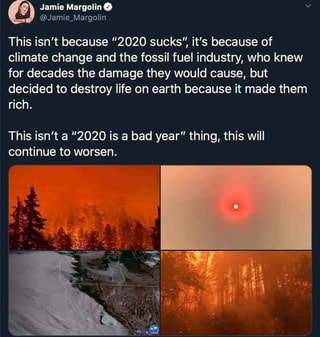 Jamie Margolin
@Jamie_Margolin
This isn't because "2020 sucks", it's because of
climate change and the fossil fuel industry, who knew
for decades the damage they would cause, but
decided to destroy life on earth because it made them
rich.
This isn't a "2020 is a bad year" thing, this will
continue to worsen.